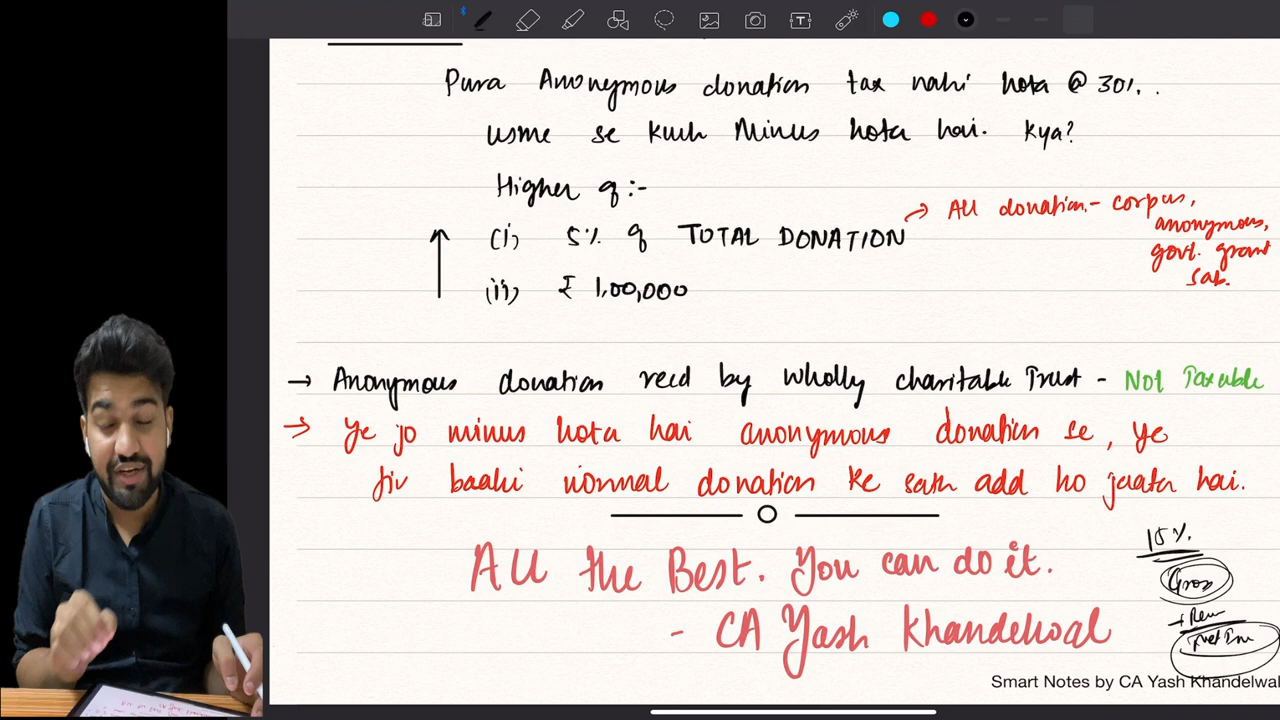 Pura Anonymous donation tax nahi hota @ 30%.
usme se kuch Minus hota hai. kya?
Higher of :-
(i) 5% of TOTAL DONATION → All donation - corpus,
anonymous,
govt. grant
sab.
(ii) ₹ 1,00,000
→ Anonymous donation recd by wholly charitable Trust - Not Taxable
→ Ye jo minus hota hai anonymous donation se, ye
fir baaki normal donation ke sath add ho jaata hai.
15%
Gross
All the Best. You can do it.
- CA Yash Khandelwal
Smart Notes by CA Yash Khandelwal